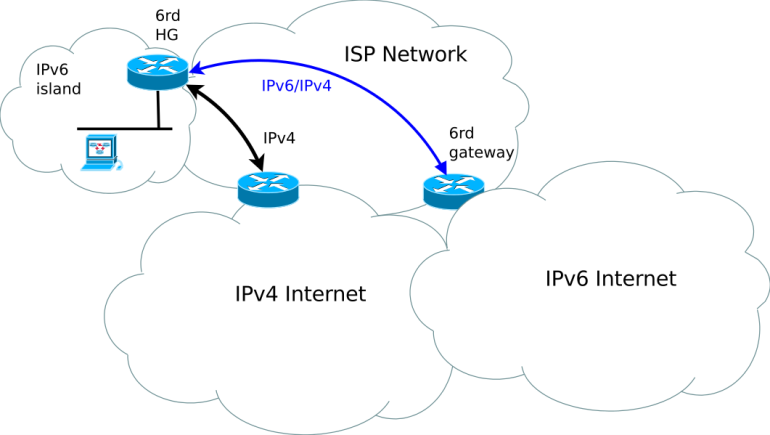 6rd
HG
ISP Network
IPv6
island
IPv6/IPv4
IPv4
6rd
gateway
IPv4 Internet
IPv6 Internet